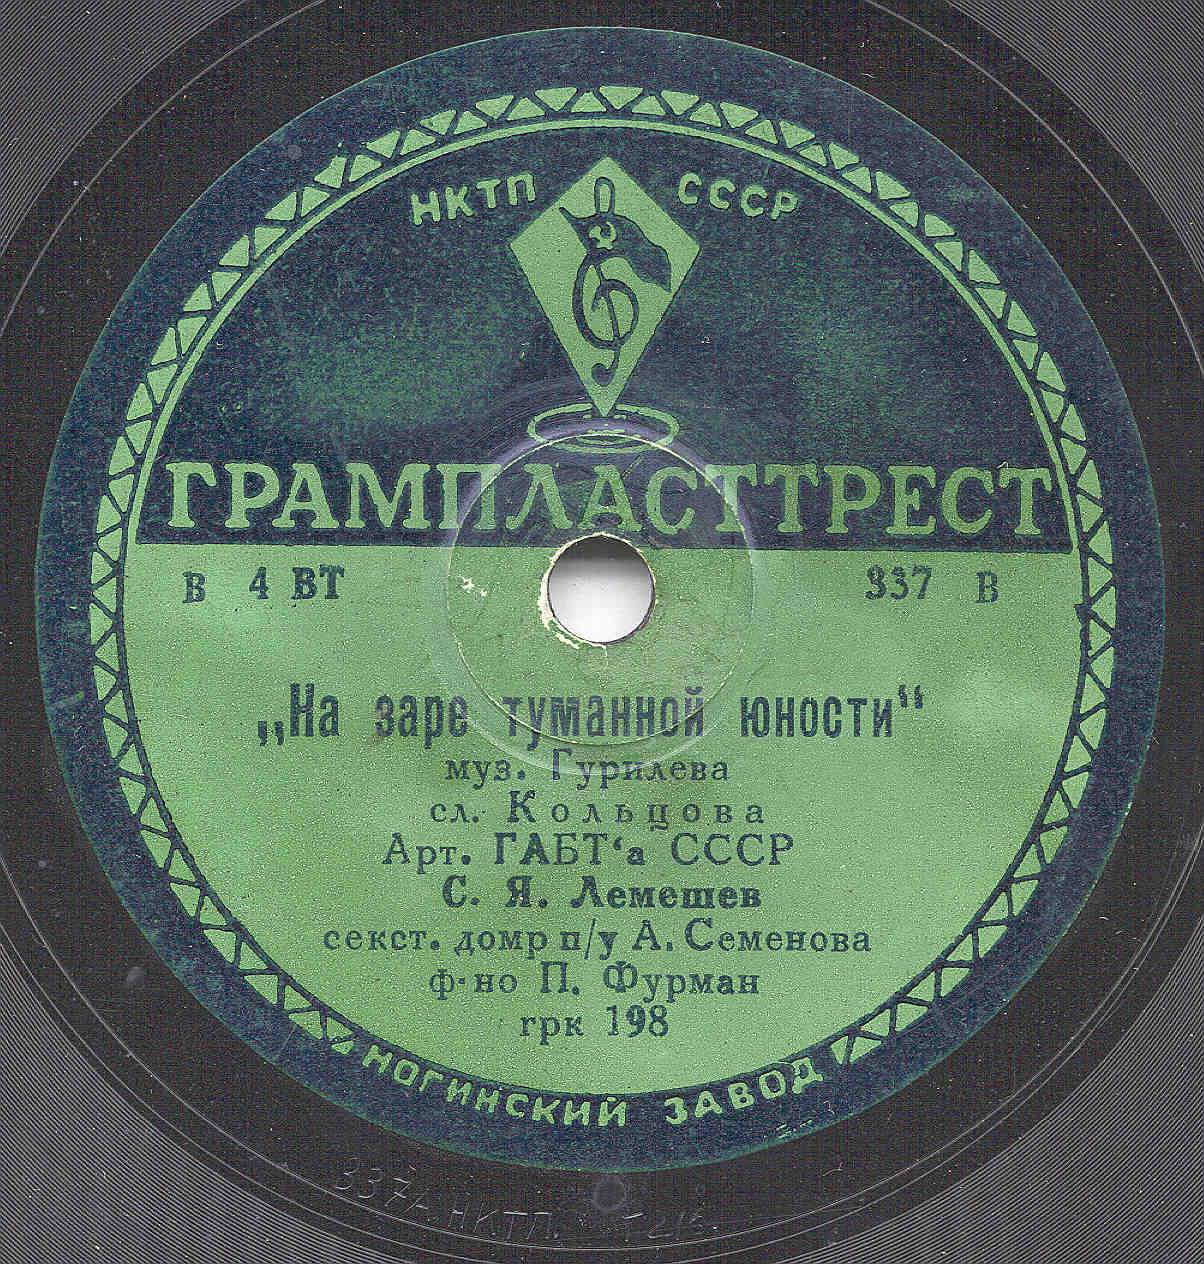 НКТП СССР
ГРАМПЛАСТТРЕСТ
В 4 ВТ 337 В
„На заре туманной юности“
муз. Гурилева
сл. Кольцова
Арт. ГАБТ‘а СССР
С. Я. Лемешев
секст. домр п/у А. Семенова
ф-но П. Фурман
грк 198
НОГИНСКИЙ ЗАВОД
337 НКТП